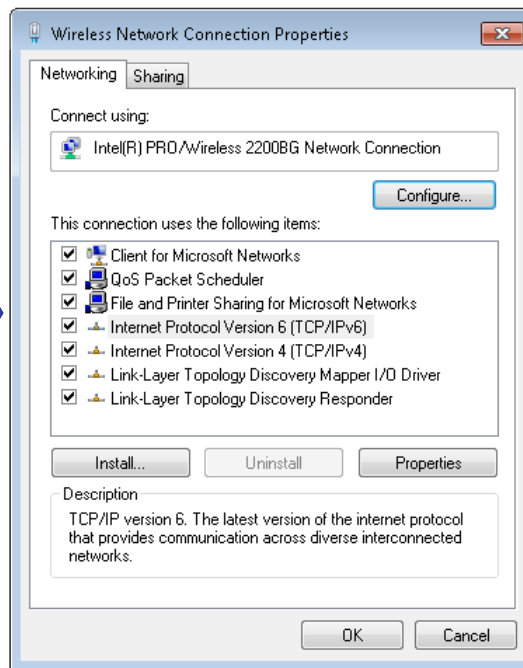 Wireless Network Connection Properties
Networking
Sharing
Connect using:
Intel(R) PRO/Wireless 2200BG Network Connection
Configure...
This connection uses the following items:
Client for Microsoft Networks
QoS Packet Scheduler
File and Printer Sharing for Microsoft Networks
Internet Protocol Version 6 (TCP/IPv6)
Internet Protocol Version 4 (TCP/IPv4)
Link-Layer Topology Discovery Mapper I/O Driver
Link-Layer Topology Discovery Responder
Install...
Uninstall
Properties
Description
TCP/IP version 6. The latest version of the internet protocol
that provides communication across diverse interconnected
networks.
OK
Cancel